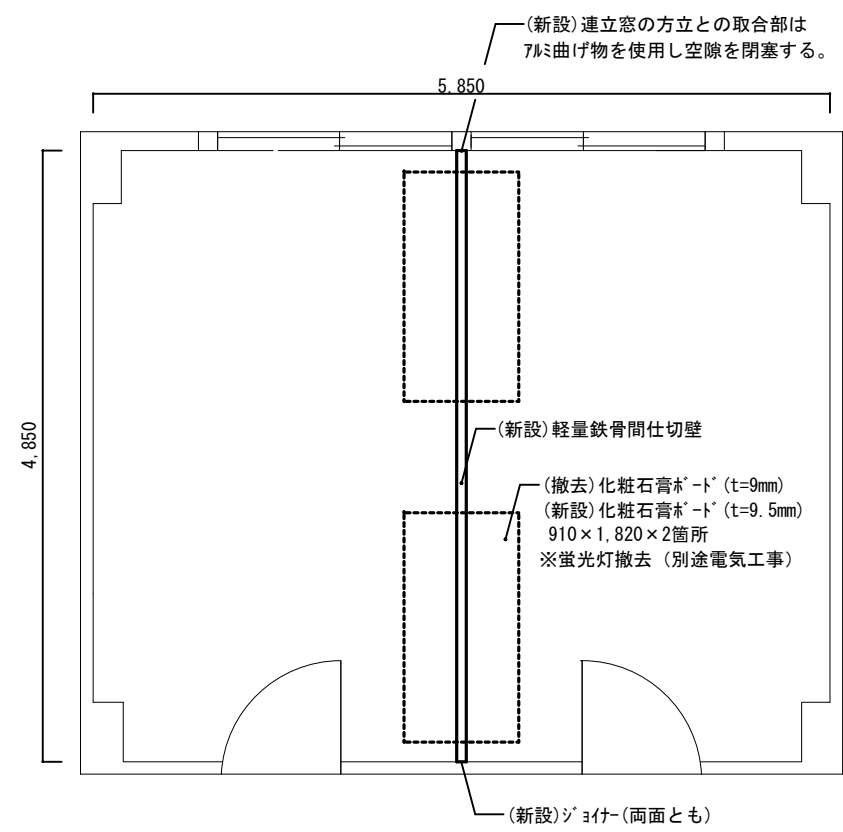 (新設)連立窓の方立との取合部は
ｱﾙﾐ曲げ物を使用し空隙を閉塞する。
5,850
4,850
(新設)軽量鉄骨間仕切壁
(撤去)化粧石膏ﾎﾞｰﾄﾞ(t=9mm)
(新設)化粧石膏ﾎﾞｰﾄﾞ(t=9.5mm)
910×1,820×2箇所
※蛍光灯撤去（別途電気工事）
(新設)ｼﾞｮｲﾅｰ(両面とも)